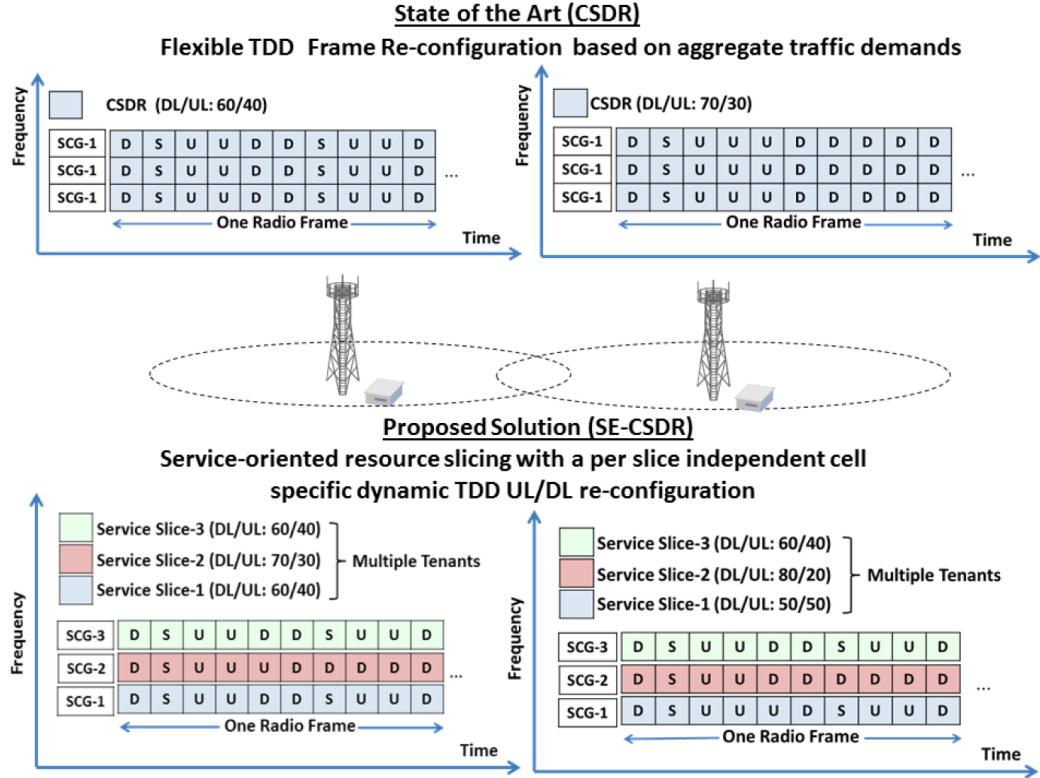 State of the Art (CSDR)
Flexible TDD Frame Re-configuration based on aggregate traffic demands
Frequency
CSDR (DL/UL: 60/40)
SCG-1 D S U U D D S U U D
SCG-1 D S U U D D S U U D ...
SCG-1 D S U U D D S U U D
One Radio Frame
Time
Frequency
CSDR (DL/UL: 70/30)
SCG-1 D S U U U D D D D D
SCG-1 D S U U U D D D D D ...
SCG-1 D S U U U D D D D D
One Radio Frame
Time
Proposed Solution (SE-CSDR)
Service-oriented resource slicing with a per slice independent cell
specific dynamic TDD UL/DL re-configuration
Frequency
Service Slice-3 (DL/UL: 60/40)
Service Slice-2 (DL/UL: 70/30)
Service Slice-1 (DL/UL: 60/40)
Multiple Tenants
SCG-3 D S U U D D S U U D
SCG-2 D S U U U D D D D D ...
SCG-1 D S U U D D S U U D
One Radio Frame
Time
Frequency
Service Slice-3 (DL/UL: 60/40)
Service Slice-2 (DL/UL: 80/20)
Service Slice-1 (DL/UL: 50/50)
Multiple Tenants
SCG-3 D S U U D D S U U D
SCG-2 D S U U D D D D D D ...
SCG-1 D S U U U D S U U D
One Radio Frame
Time